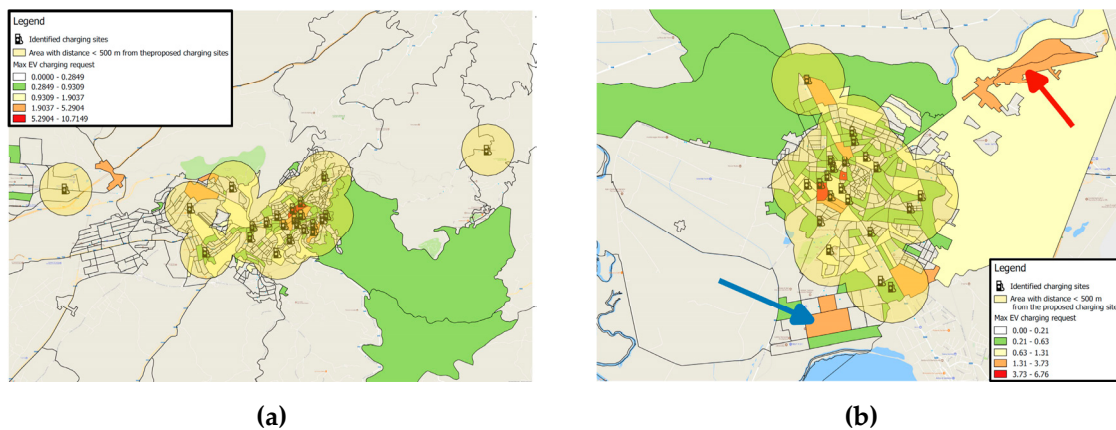 Legend
Identified charging sites
Area with distance < 500 m from theproposed charging sites
Max EV charging request
0.0000 - 0.2849
0.2849 - 0.9309
0.9309 - 1.9037
1.9037 - 5.2904
5.2904 - 10.7149
Legend
Identified charging sites
Area with distance < 500 m
from the proposed charging site
Max EV charging request
0.00 - 0.21
0.21 - 0.63
0.63 - 1.31
1.31 - 3.73
3.73 - 6.76
(a)
(b)